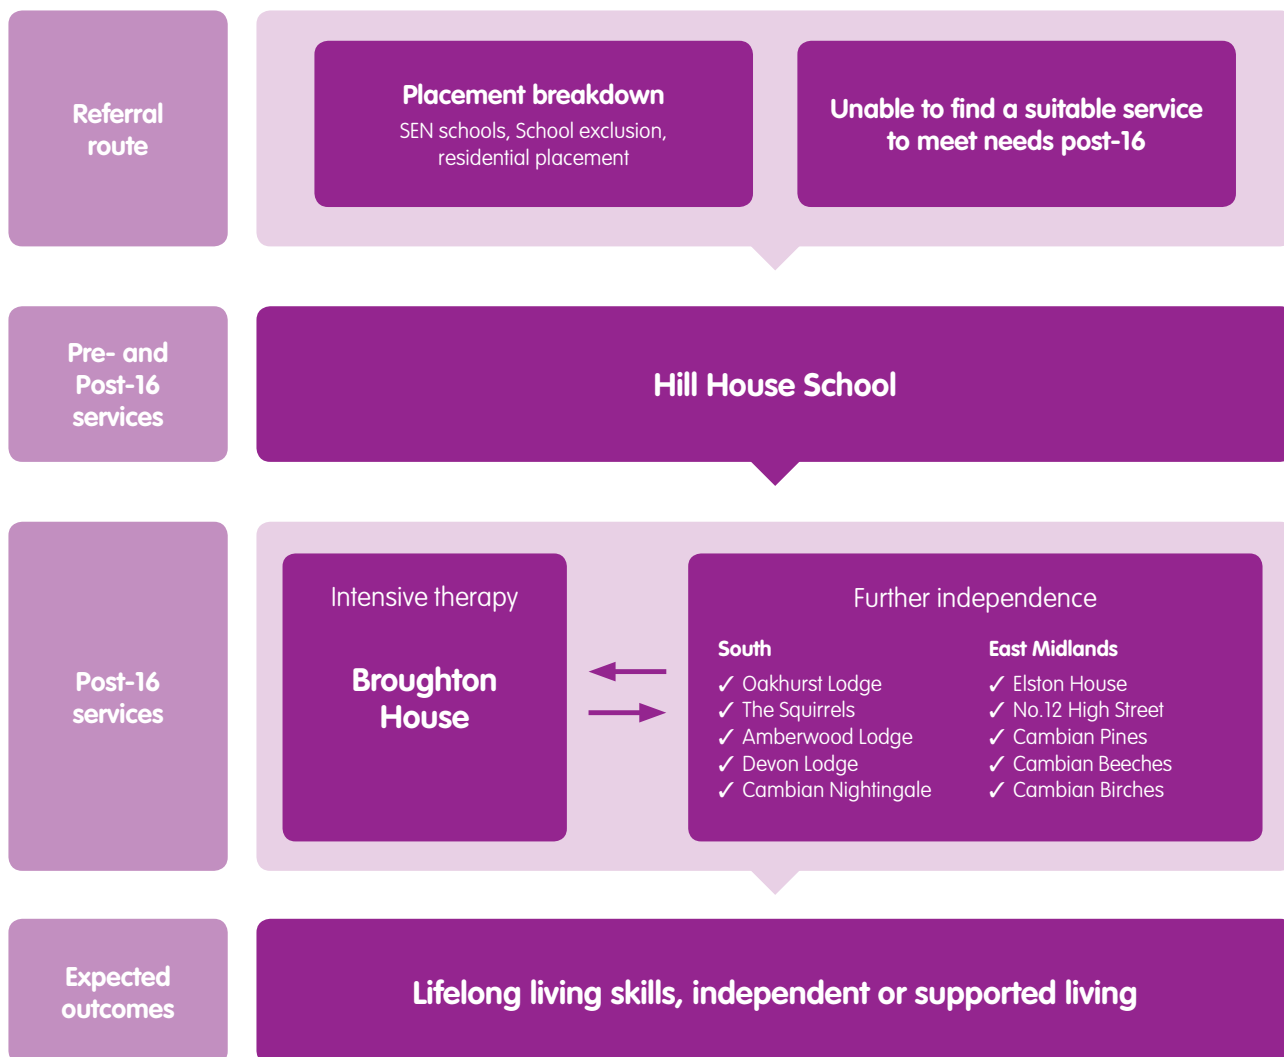 Referral
route
Placement breakdown
SEN schools, School exclusion,
residential placement
Unable to find a suitable service
to meet needs post-16
Pre- and
Post-16
services
Hill House School
Post-16
services
Intensive therapy
Broughton
House
Further independence
South
✓ Oakhurst Lodge
✓ The Squirrels
✓ Amberwood Lodge
✓ Devon Lodge
✓ Cambian Nightingale
East Midlands
✓ Elston House
✓ No.12 High Street
✓ Cambian Pines
✓ Cambian Beeches
✓ Cambian Birches
Expected
outcomes
Lifelong living skills, independent or supported living